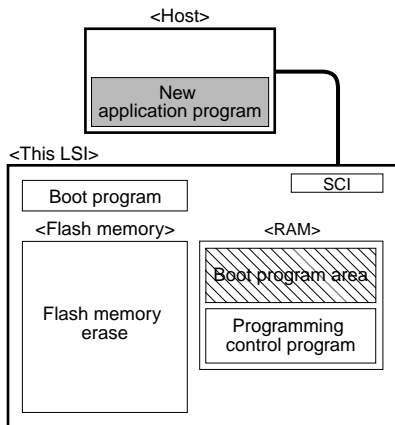 <Host>
New
application program
<This LSI>
SCI
Boot program
<Flash memory>
<RAM>
Boot program area
Flash memory
erase
Programming
control program